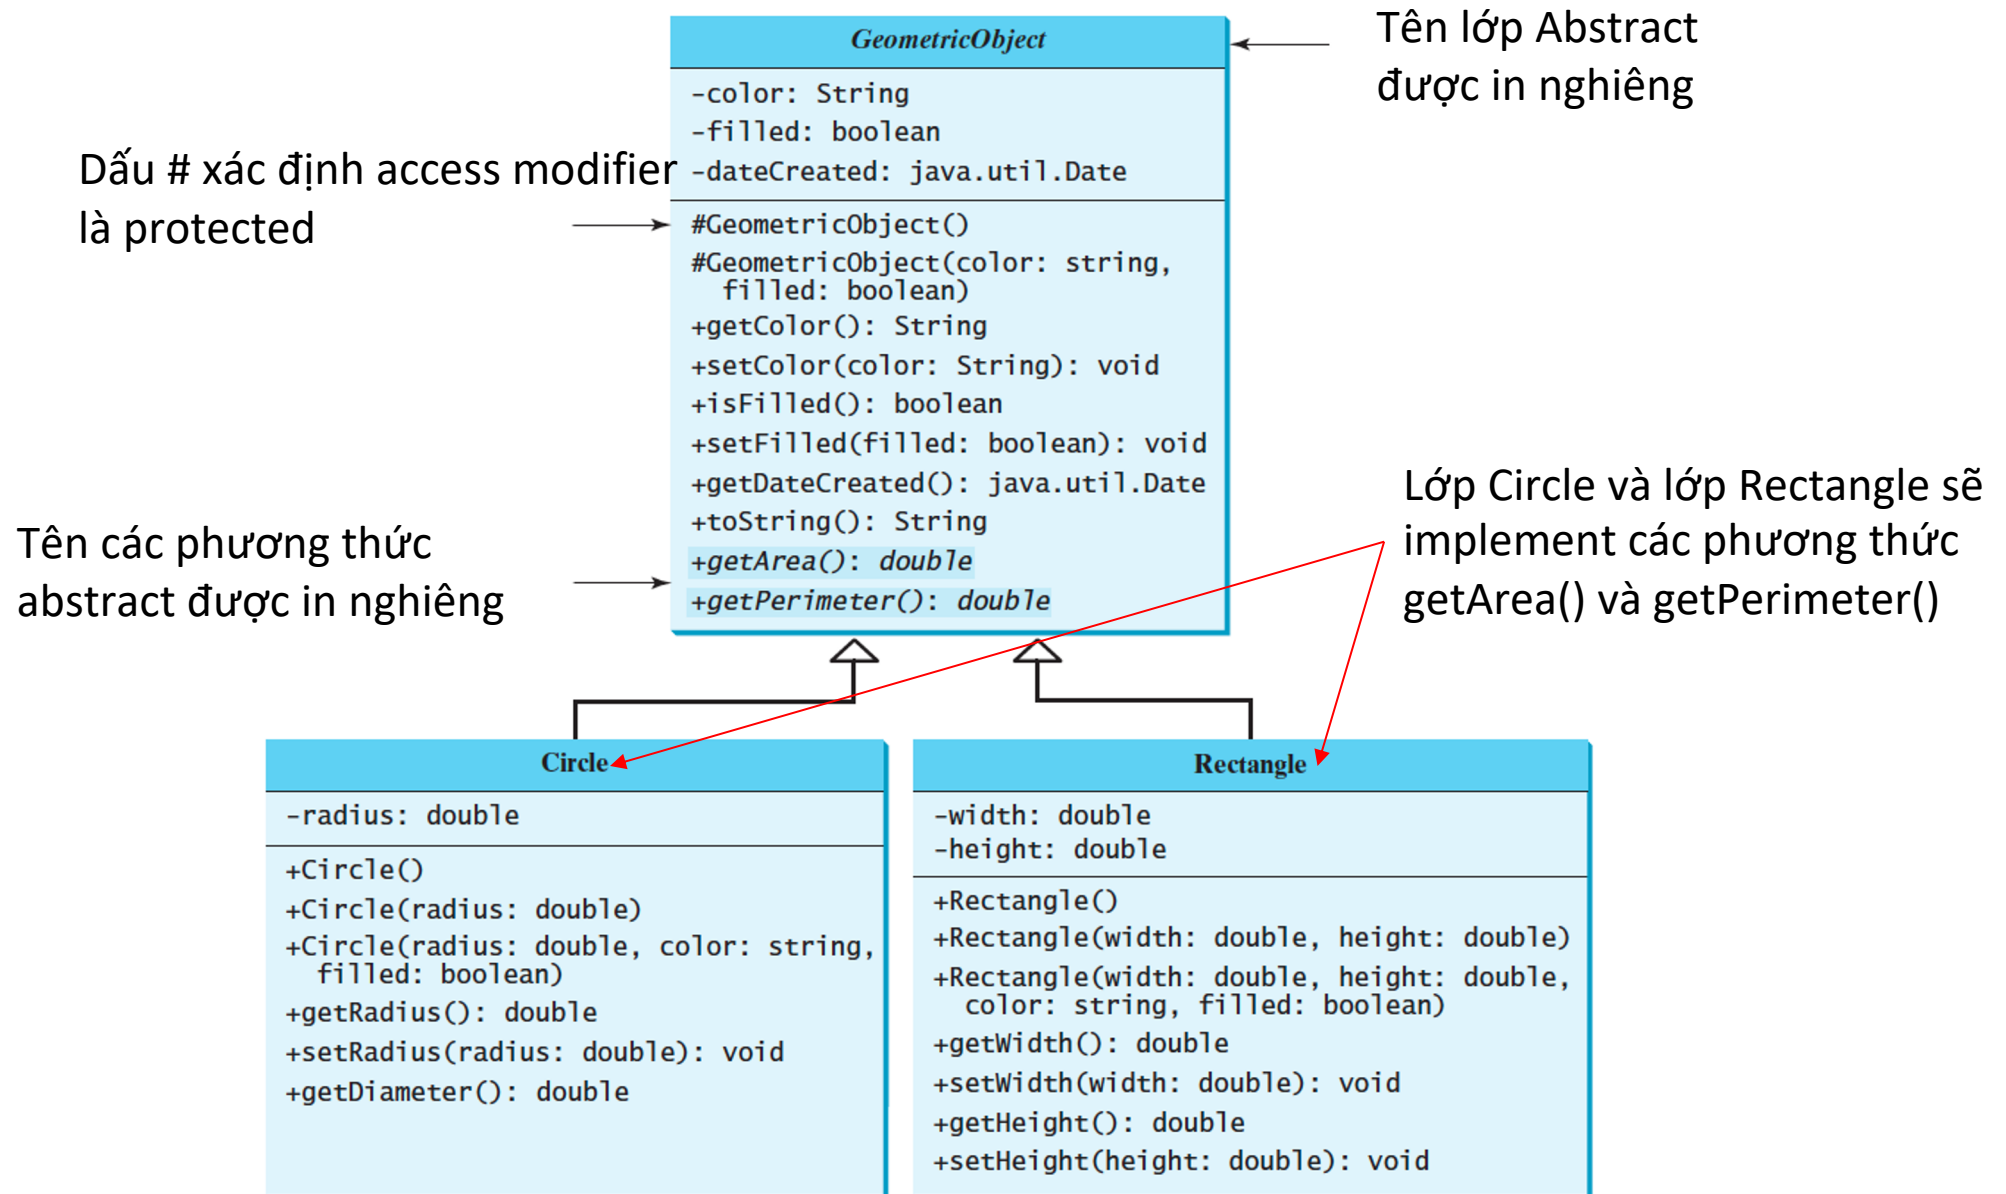 GeometricObject
Tên lớp Abstract
được in nghiêng
-color: String
-filled: boolean
-dateCreated: java.util.Date
Dấu # xác định access modifier
là protected
#GeometricObject()
#GeometricObject(color: string,
filled: boolean)
+getColor(): String
+setColor(color: String): void
+isFilled(): boolean
+setFilled(filled: boolean): void
+getDateCreated(): java.util.Date
+toString(): String
+getArea(): double
+getPerimeter(): double
Tên các phương thức
abstract được in nghiêng
Lớp Circle và lớp Rectangle sẽ
implement các phương thức
getArea() và getPerimeter()
Circle
-radius: double
+Circle()
+Circle(radius: double)
+Circle(radius: double, color: string,
filled: boolean)
+getRadius(): double
+setRadius(radius: double): void
+getDiameter(): double
Rectangle
-width: double
-height: double
+Rectangle()
+Rectangle(width: double, height: double)
+Rectangle(width: double, height: double,
color: string, filled: boolean)
+getWidth(): double
+setWidth(width: double): void
+getHeight(): double
+setHeight(height: double): void